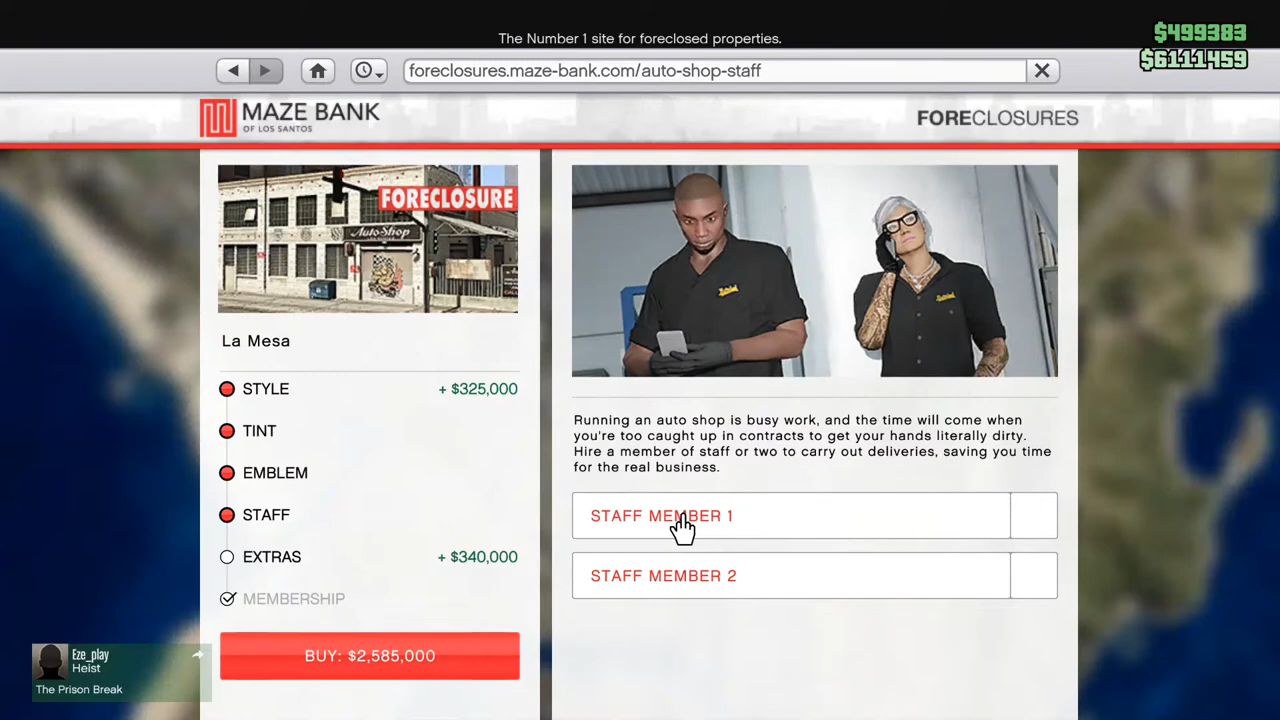 The Number 1 site for foreclosed properties.
$499383
$6111459
foreclosures.maze-bank.com/auto-shop-staff
MAZE BANK
OF LOS SANTOS
FORECLOSURES
FORECLOSURE
Auto Shop
La Mesa
STYLE + $325,000
TINT
EMBLEM
STAFF
EXTRAS + $340,000
MEMBERSHIP
BUY: $2,585,000
Running an auto shop is busy work, and the time will come when
you're too caught up in contracts to get your hands literally dirty.
Hire a member of staff or two to carry out deliveries, saving you time
for the real business.
STAFF MEMBER 1
STAFF MEMBER 2
Eze_play
Heist
The Prison Break